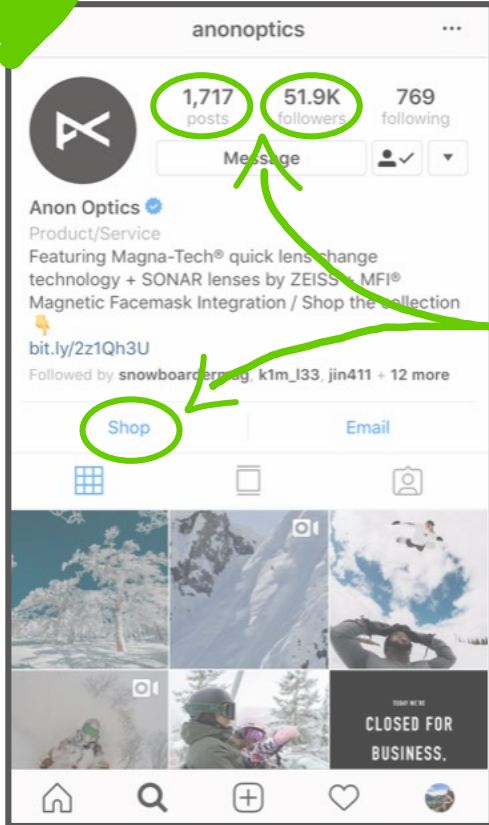 anonoptics
1,717 51.9K 769
posts followers following
Message
Anon Optics
Product/Service
Featuring Magna-Tech® quick lens change
technology + SONAR lenses by ZEISS + MFI®
Magnetic Facemask Integration / Shop the Collection
👇
bit.ly/2z1Qh3U
Followed by snowboardermag, k1m_l33, jin411 + 12 more
Shop Email
TODAY WE'RE
CLOSED FOR
BUSINESS.